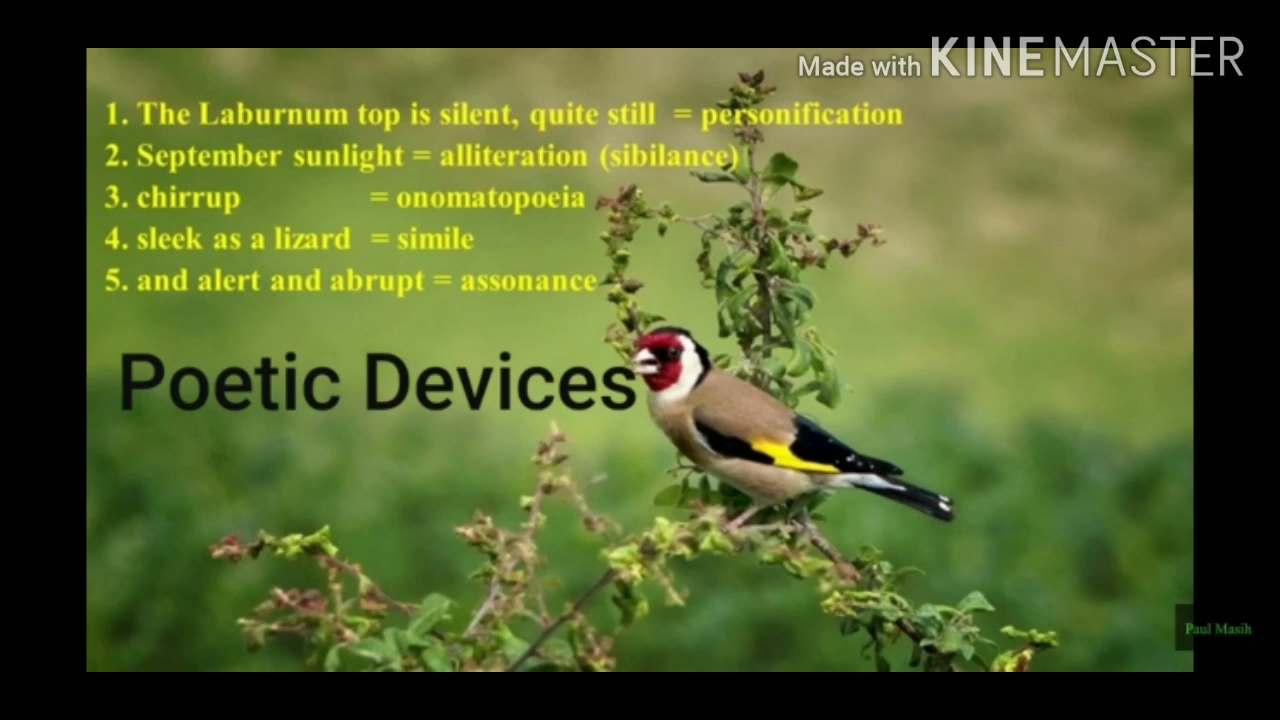 Made with KINEMASTER
1. The Laburnum top is silent, quite still = personification
2. September sunlight = alliteration (sibilance)
3. chirrup = onomatopoeia
4. sleek as a lizard = simile
5. and alert and abrupt = assonance
Poetic Devices
Paul Masih